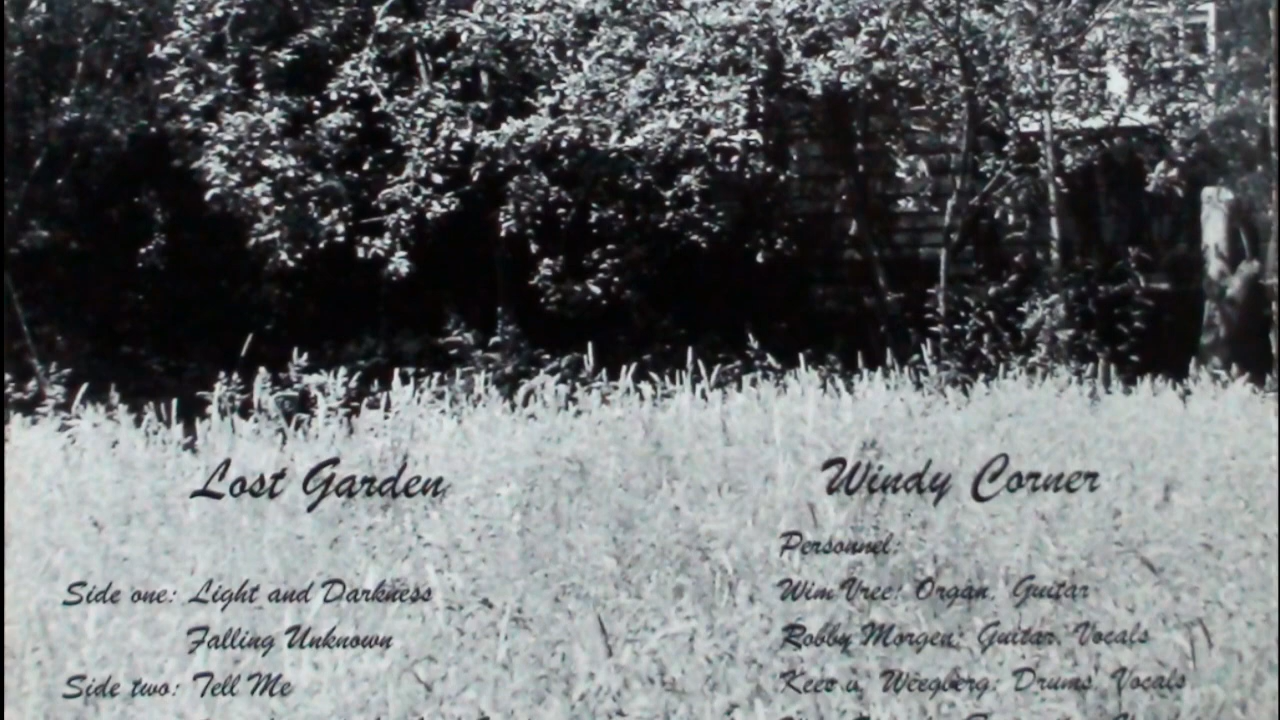 Lost Garden
Side one: Light and Darkness
Falling Unknown
Side two: Tell Me
Windy Corner
Personnel:
Wim Vree: Organ, Guitar
Robby Morgen: Guitar, Vocals
Kees v. Weegberg: Drums, Vocals